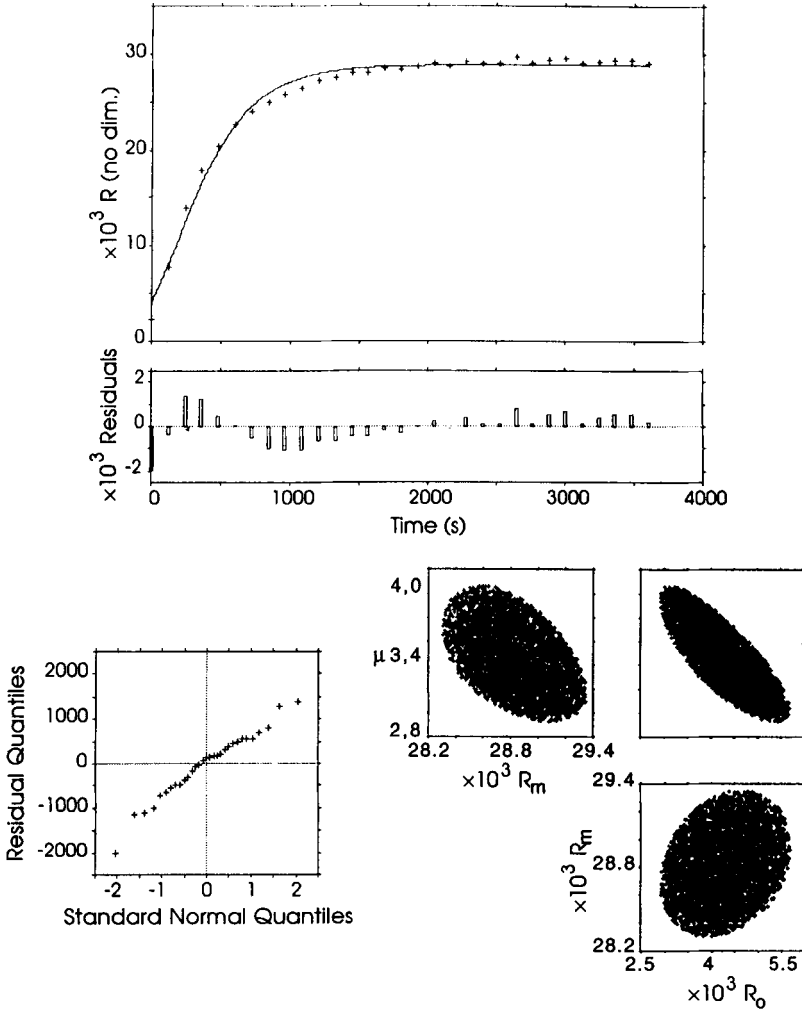 30
20
10
0
×10³ R (no dim.)
2
0
-2
×10³ Residuals
0 1000 2000 3000 4000
Time (s)
4,0
3,4
2,8
μ
28.2 28.8 29.4
×10³ Rm
2000
1000
0
-1000
-2000
Residual Quantiles
-2 -1 0 1 2
Standard Normal Quantiles
29.4
28.8
28.2
×10³ Rm
2.5 4 5.5
×10³ Ro